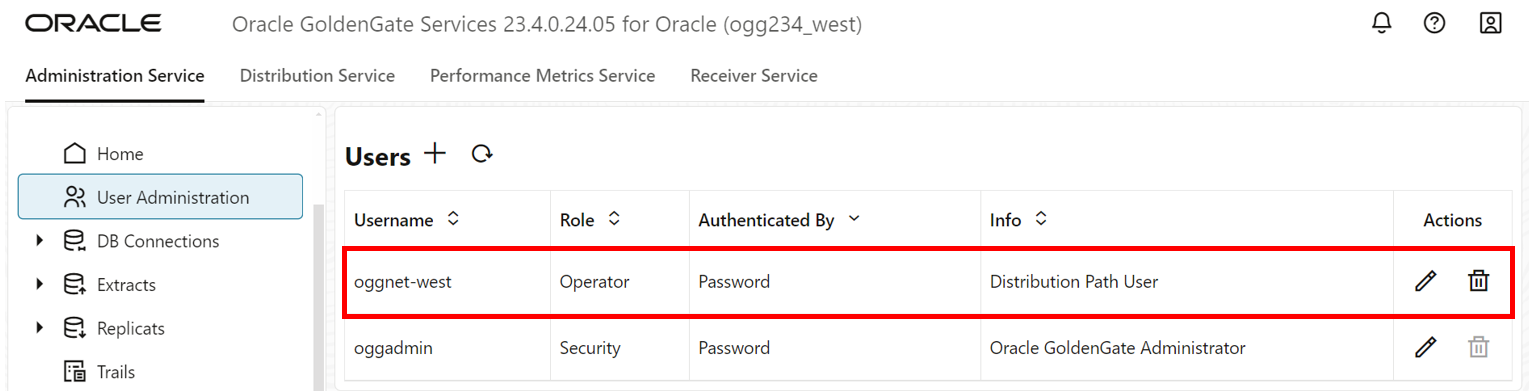 ORACLE Oracle GoldenGate Services 23.4.0.24.05 for Oracle (ogg234_west)
Administration Service Distribution Service Performance Metrics Service Receiver Service
Home
User Administration
DB Connections
Extracts
Replicats
Trails
Users
Username Role Authenticated By Info Actions
oggnet-west Operator Password Distribution Path User
oggadmin Security Password Oracle GoldenGate Administrator